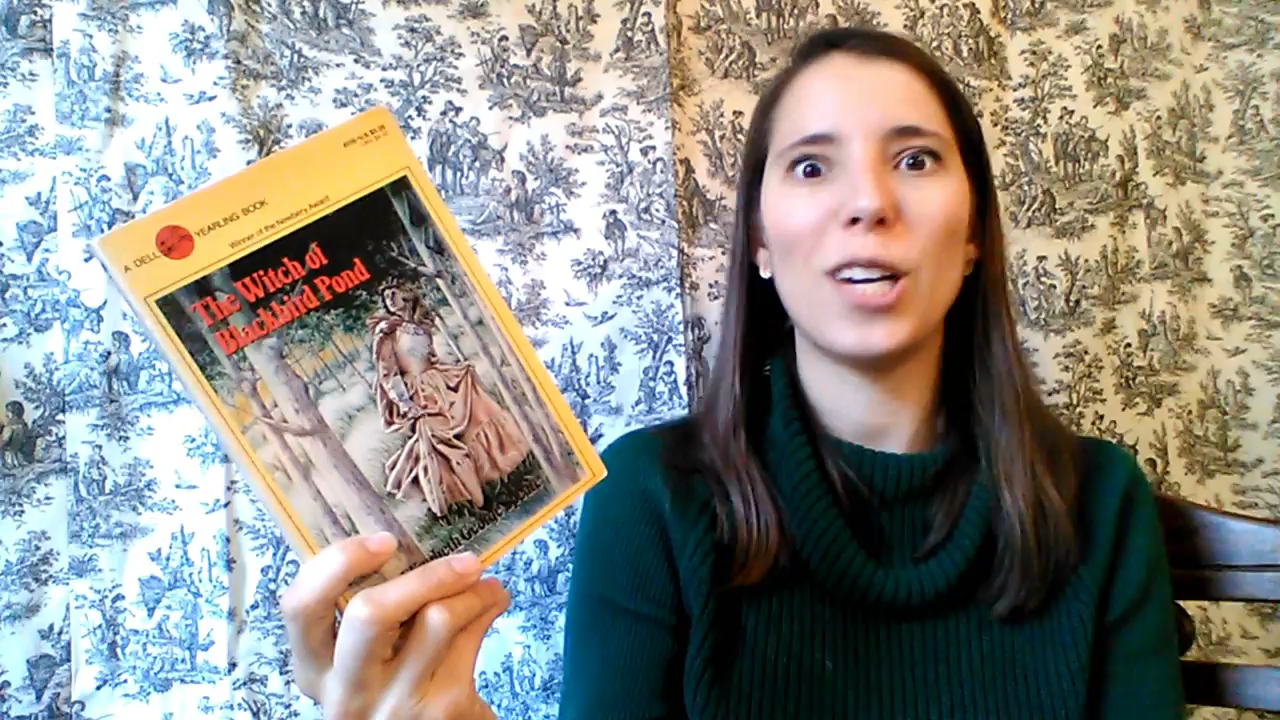 A DELL YEARLING BOOK
Winner of the Newbery Award
The Witch of
Blackbird Pond